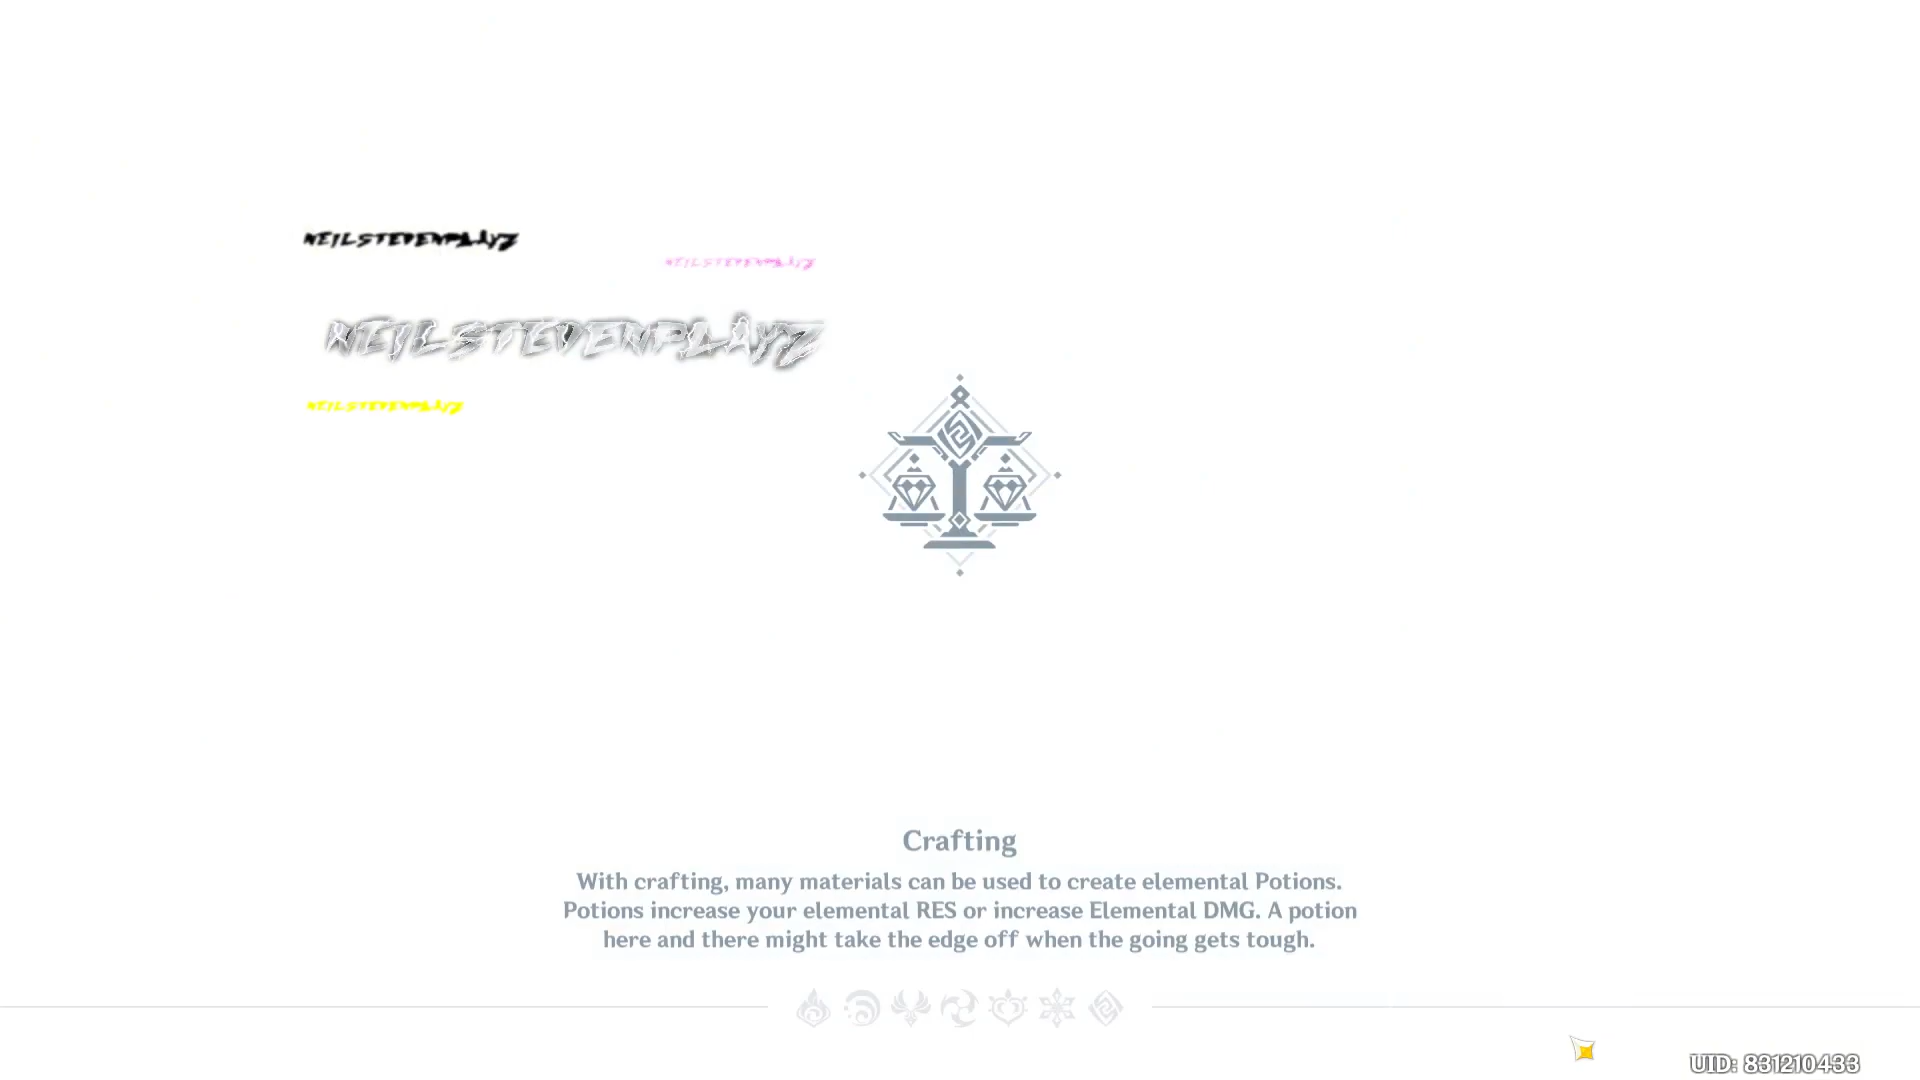 NEILSTEVENPLAYZ
NEILSTEVENPLAYZ
NEILSTEVENPLAYZ
NEILSTEVENPLAYZ
Crafting
With crafting, many materials can be used to create elemental Potions.
Potions increase your elemental RES or increase Elemental DMG. A potion
here and there might take the edge off when the going gets tough.
UID: 831210433